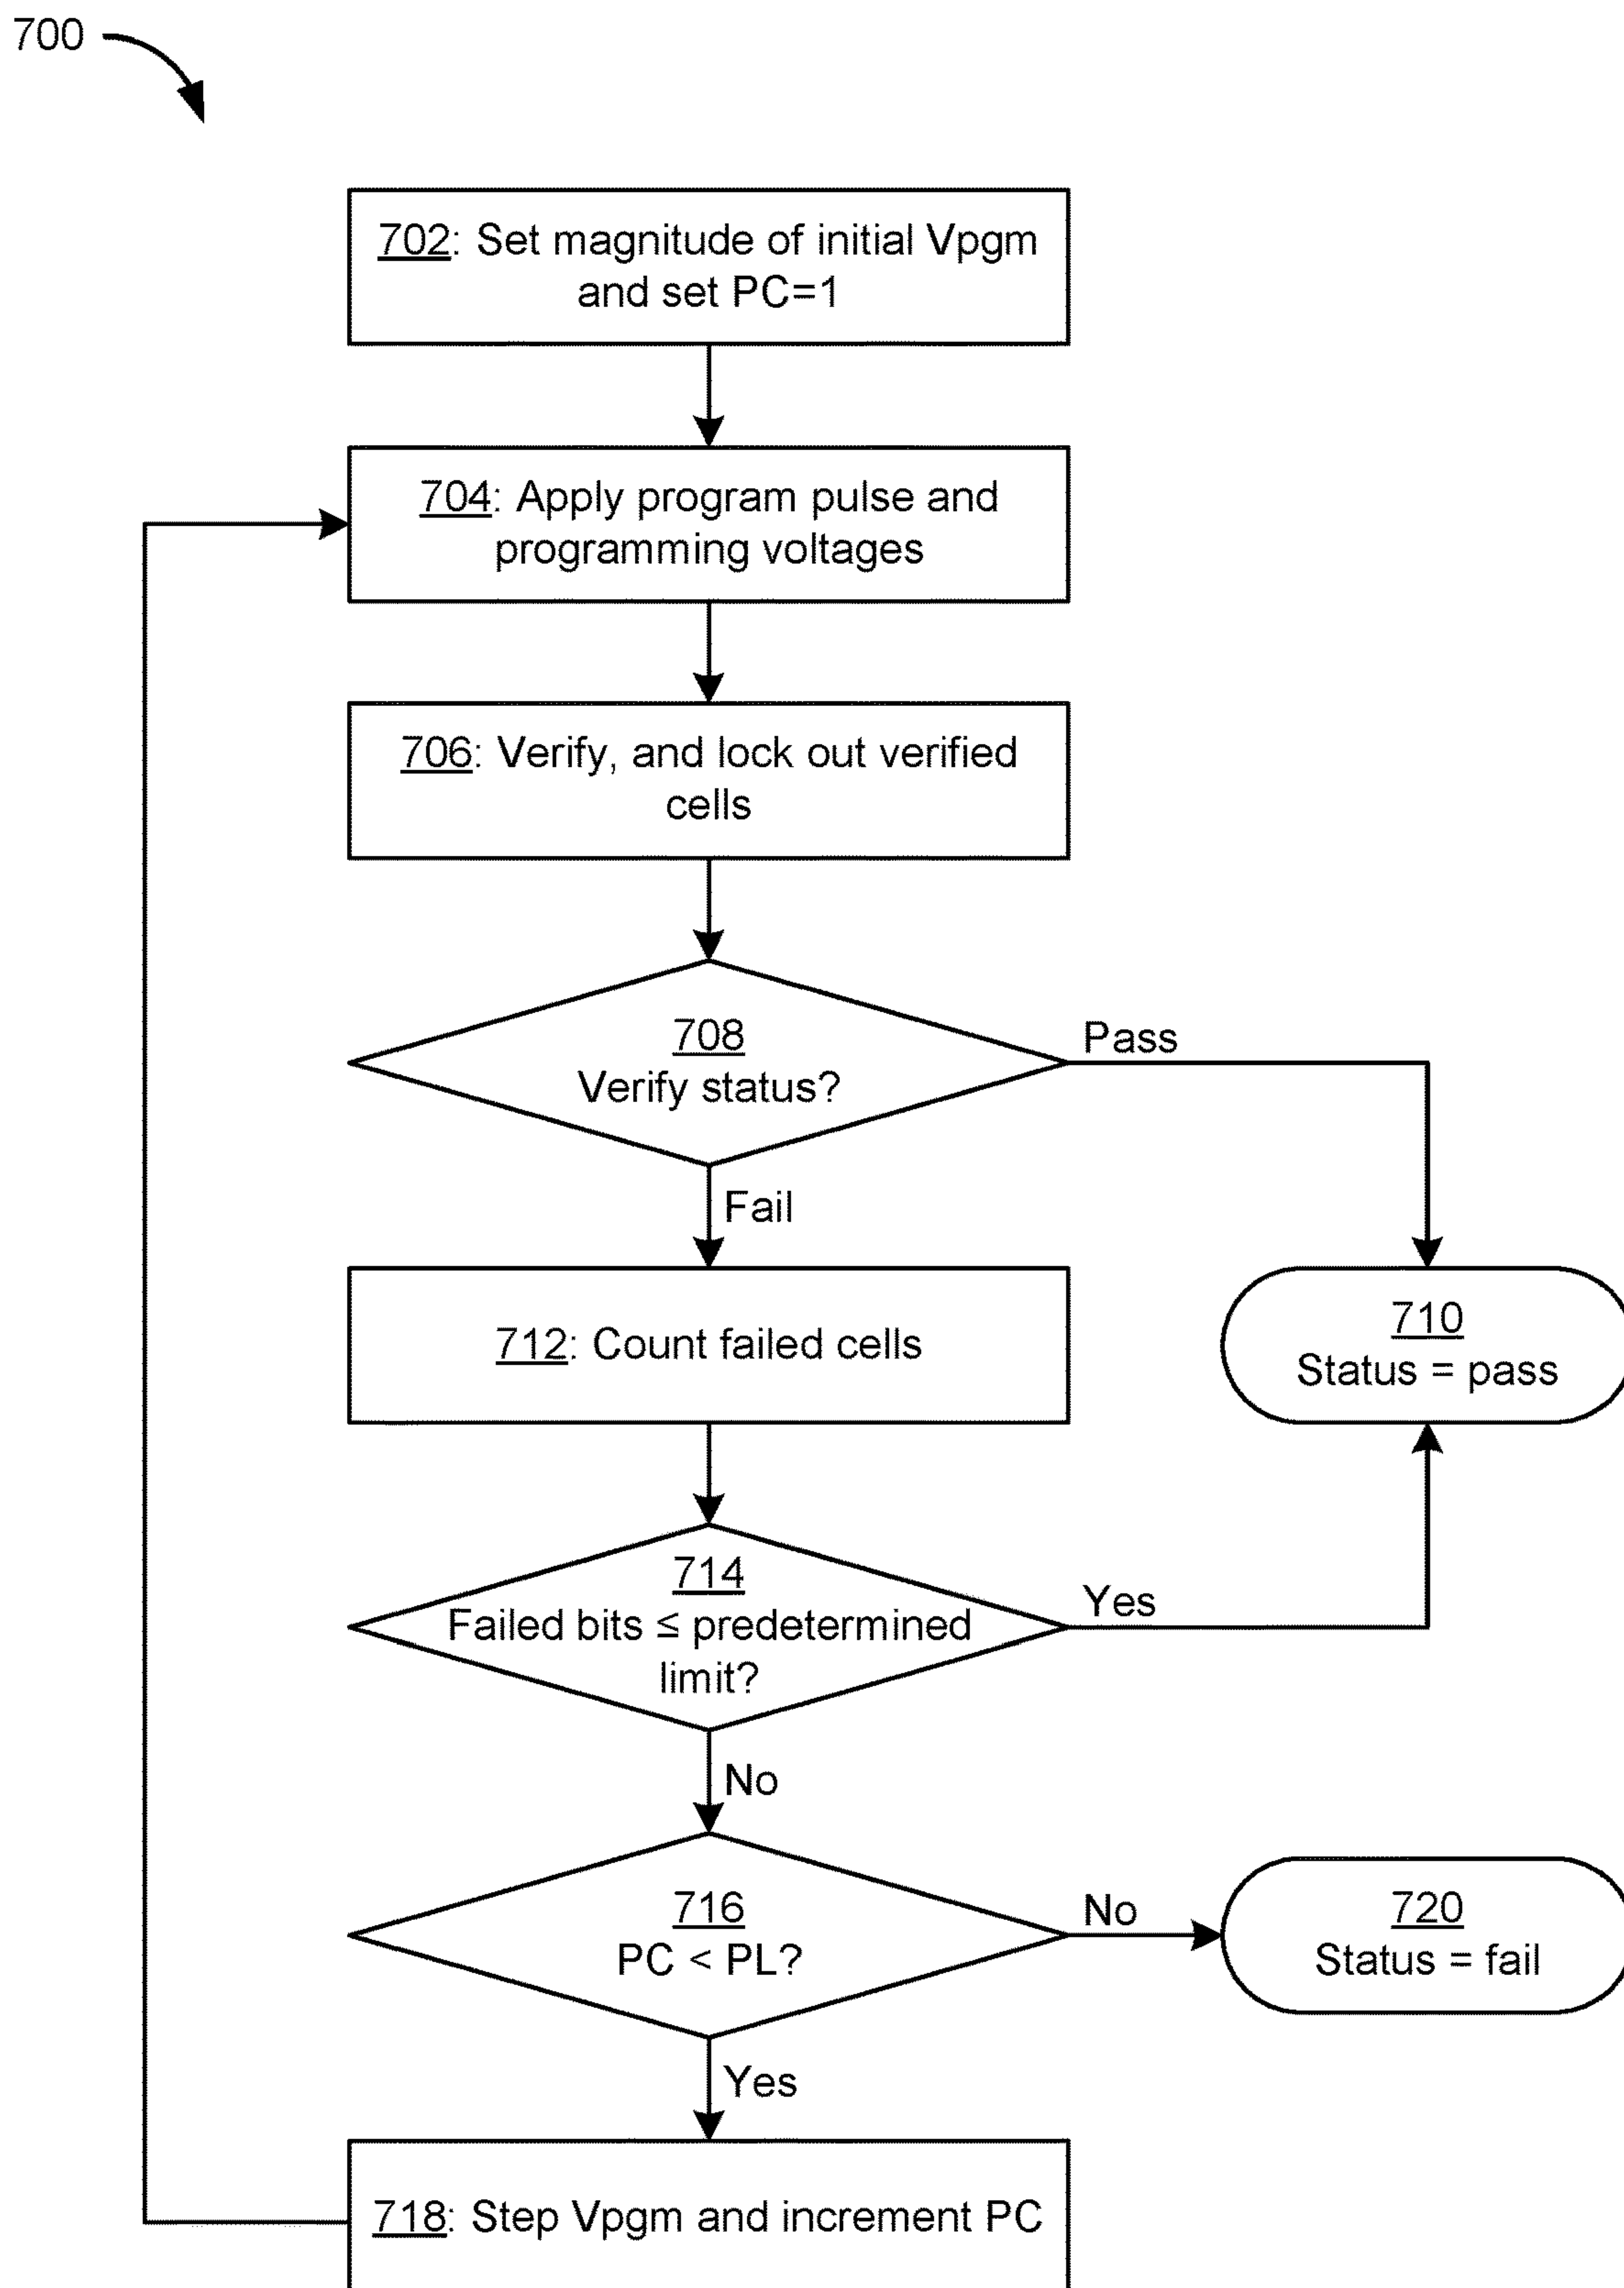 700
702: Set magnitude of initial Vpgm
and set PC=1
704: Apply program pulse and
programming voltages
706: Verify, and lock out verified
cells
708
Verify status?
Pass
Fail
712: Count failed cells
710
Status = pass
714
Failed bits ≤ predetermined
limit?
Yes
No
716
PC < PL?
No
720
Status = fail
Yes
718: Step Vpgm and increment PC